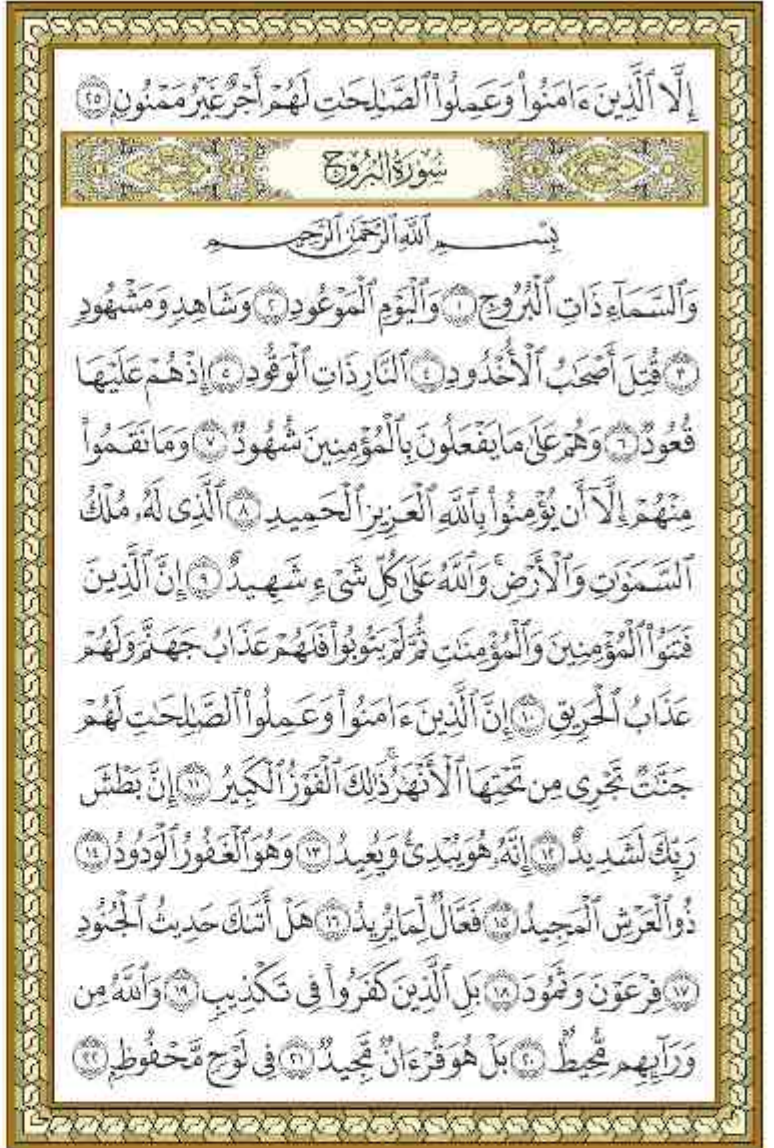 إِلَّا ٱلَّذِينَ ءَامَنُوا۟ وَعَمِلُوا۟ ٱلصَّٰلِحَٰتِ لَهُمْ أَجْرٌ غَيْرُ مَمْنُونٍۭ ٢٥
سُورَةُ البُرُوجِ
بِسْمِ ٱللَّهِ ٱلرَّحْمَٰنِ ٱلرَّحِيمِ
وَٱلسَّمَآءِ ذَاتِ ٱلْبُرُوجِ ١ وَٱلْيَوْمِ ٱلْمَوْعُودِ ٢ وَشَاهِدٍ وَمَشْهُودٍ
٣ قُتِلَ أَصْحَٰبُ ٱلْأُخْدُودِ ٤ ٱلنَّارِ ذَاتِ ٱلْوَقُودِ ٥ إِذْ هُمْ عَلَيْهَا
قُعُودٌ ٦ وَهُمْ عَلَىٰ مَا يَفْعَلُونَ بِٱلْمُؤْمِنِينَ شُهُودٌ ٧ وَمَا نَقَمُوا۟
مِنْهُمْ إِلَّآ أَن يُؤْمِنُوا۟ بِٱللَّهِ ٱلْعَزِيزِ ٱلْحَمِيدِ ٨ ٱلَّذِى لَهُۥ مُلْكُ
ٱلسَّمَٰوَٰتِ وَٱلْأَرْضِ ۚ وَٱللَّهُ عَلَىٰ كُلِّ شَىْءٍ شَهِيدٌ ٩ إِنَّ ٱلَّذِينَ
فَتَنُوا۟ ٱلْمُؤْمِنِينَ وَٱلْمُؤْمِنَٰتِ ثُمَّ لَمْ يَتُوبُوا۟ فَلَهُمْ عَذَابُ جَهَنَّمَ وَلَهُمْ
عَذَابُ ٱلْحَرِيقِ ١٠ إِنَّ ٱلَّذِينَ ءَامَنُوا۟ وَعَمِلُوا۟ ٱلصَّٰلِحَٰتِ لَهُمْ
جَنَّٰتٌ تَجْرِى مِن تَحْتِهَا ٱلْأَنْهَٰرُ ۚ ذَٰلِكَ ٱلْفَوْزُ ٱلْكَبِيرُ ١١ إِنَّ بَطْشَ
رَبِّكَ لَشَدِيدٌ ١٢ إِنَّهُۥ هُوَ يُبْدِئُ وَيُعِيدُ ١٣ وَهُوَ ٱلْغَفُورُ ٱلْوَدُودُ ١٤
ذُو ٱلْعَرْشِ ٱلْمَجِيدُ ١٥ فَعَّالٌ لِّمَا يُرِيدُ ١٦ هَلْ أَتَىٰكَ حَدِيثُ ٱلْجُنُودِ
١٧ فِرْعَوْنَ وَثَمُودَ ١٨ بَلِ ٱلَّذِينَ كَفَرُوا۟ فِى تَكْذِيبٍ ١٩ وَٱللَّهُ مِن
وَرَآئِهِم مُّحِيطٌۢ ٢٠ بَلْ هُوَ قُرْءَانٌ مَّجِيدٌ ٢١ فِى لَوْحٍ مَّحْفُوظٍۭ ٢٢